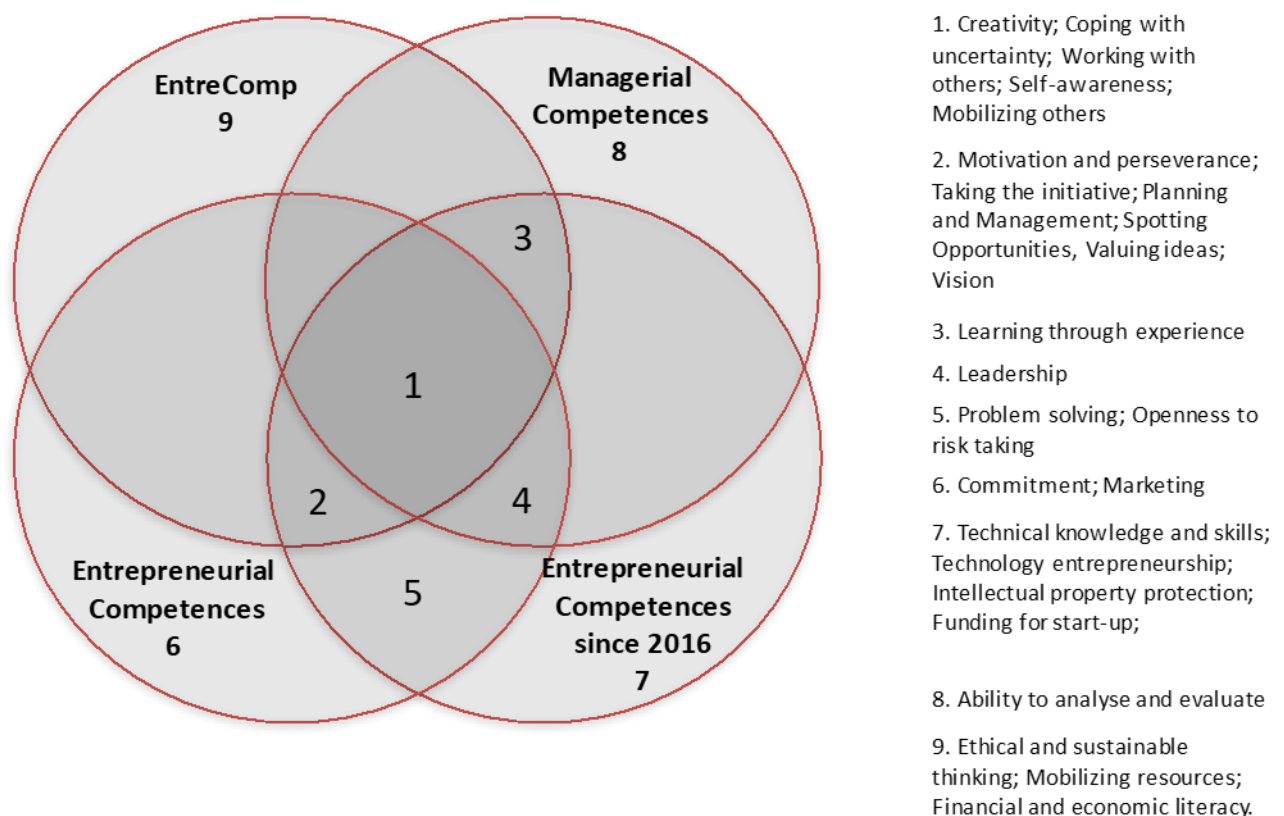 EntreComp
9
Managerial
Competences
8
3
1
2
4
Entrepreneurial
Competences
6
5
Entrepreneurial
Competences
since 2016
7
1. Creativity; Coping with
uncertainty; Working with
others; Self-awareness;
Mobilizing others
2. Motivation and perseverance;
Taking the initiative; Planning
and Management; Spotting
Opportunities, Valuing ideas;
Vision
3. Learning through experience
4. Leadership
5. Problem solving; Openness to
risk taking
6. Commitment; Marketing
7. Technical knowledge and skills;
Technology entrepreneurship;
Intellectual property protection;
Funding for start-up;
8. Ability to analyse and evaluate
9. Ethical and sustainable
thinking; Mobilizing resources;
Financial and economic literacy.